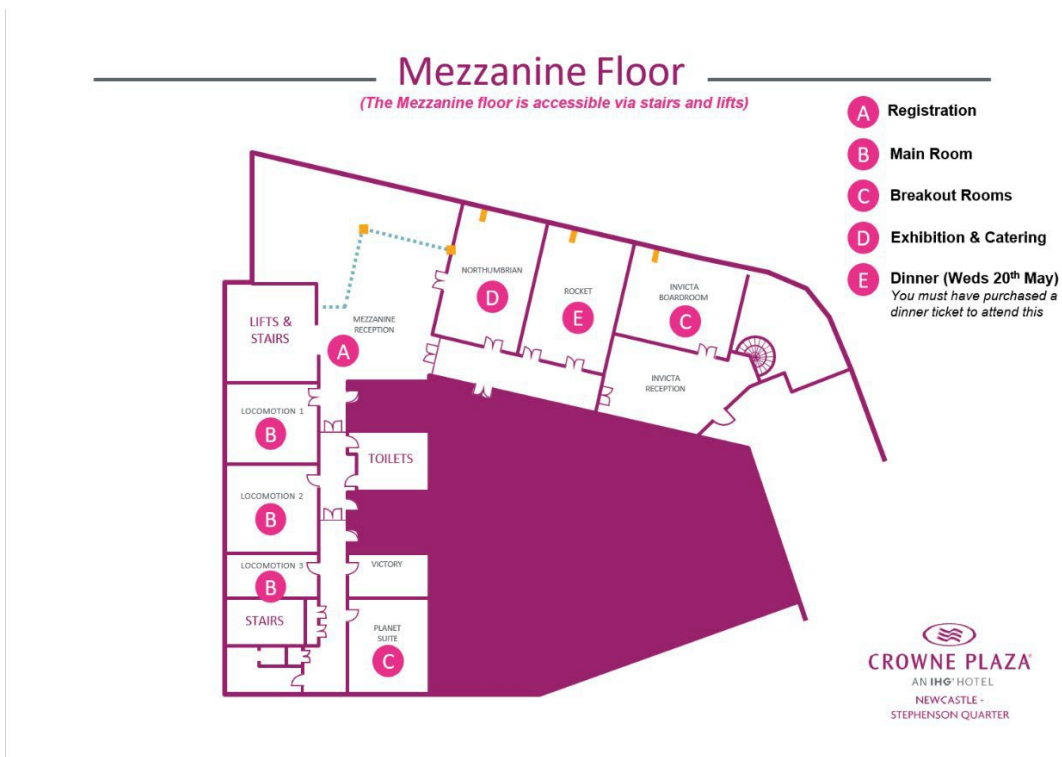 Mezzanine Floor
(The Mezzanine floor is accessible via stairs and lifts)
A Registration
B Main Room
C Breakout Rooms
D Exhibition & Catering
E Dinner (Weds 20th May)
You must have purchased a
dinner ticket to attend this
NORTHUMBRIAN
D
ROCKET
E
INVICTA
BOARDROOM
C
LIFTS &
STAIRS
MEZZANINE
RECEPTION
A
INVICTA
RECEPTION
LOCOMOTION 1
B
TOILETS
LOCOMOTION 2
B
LOCOMOTION 3
B
VICTORY
STAIRS
PLANET
SUITE
C
CROWNE PLAZA
AN IHG® HOTEL
NEWCASTLE -
STEPHENSON QUARTER